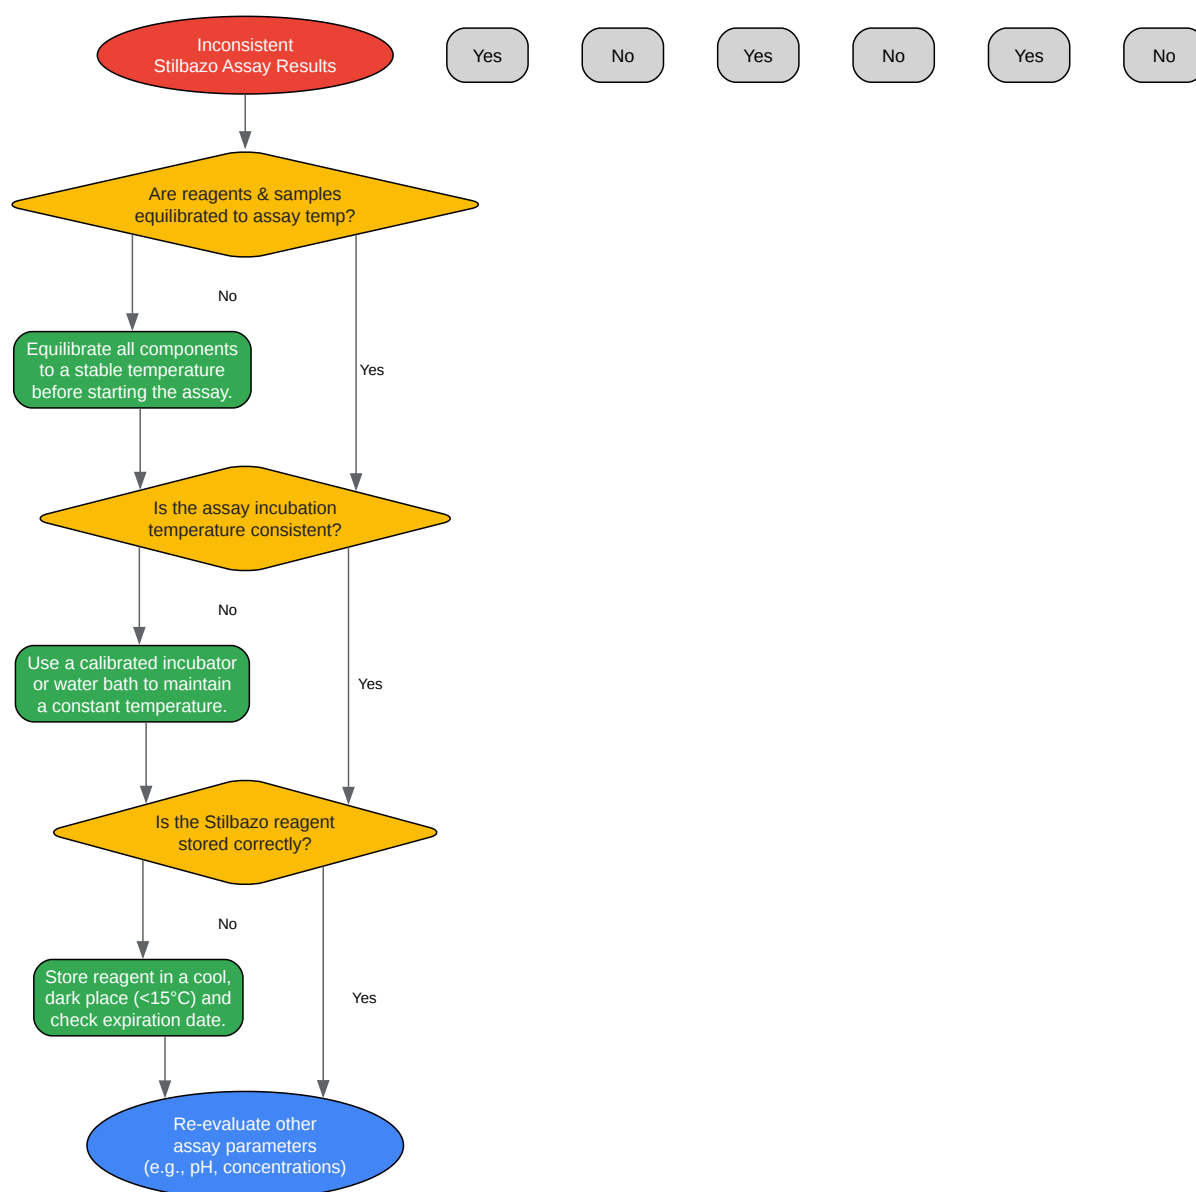 Inconsistent
Stilbazo Assay Results
Yes
No
Yes
No
Yes
No
Are reagents & samples
equilibrated to assay temp?
No
Equilibrate all components
to a stable temperature
before starting the assay.
Yes
Is the assay incubation
temperature consistent?
No
Use a calibrated incubator
or water bath to maintain
a constant temperature.
Yes
Is the Stilbazo reagent
stored correctly?
No
Store reagent in a cool,
dark place (<15°C) and
check expiration date.
Yes
Re-evaluate other
assay parameters
(e.g., pH, concentrations)